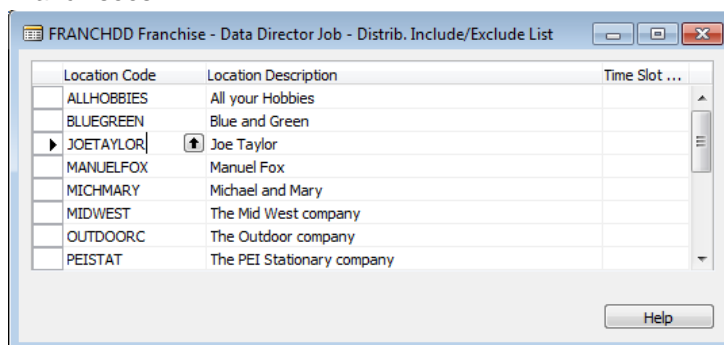 FRANCHDD Franchise - Data Director Job - Distrib. Include/Exclude List
Location Code Location Description Time Slot ...
ALLHOBBIES All your Hobbies
BLUEGREEN Blue and Green
JOETAYLOR Joe Taylor
MANUELFOX Manuel Fox
MICHMARY Michael and Mary
MIDWEST The Mid West company
OUTDOORC The Outdoor company
PEISTAT The PEI Stationary company
Help